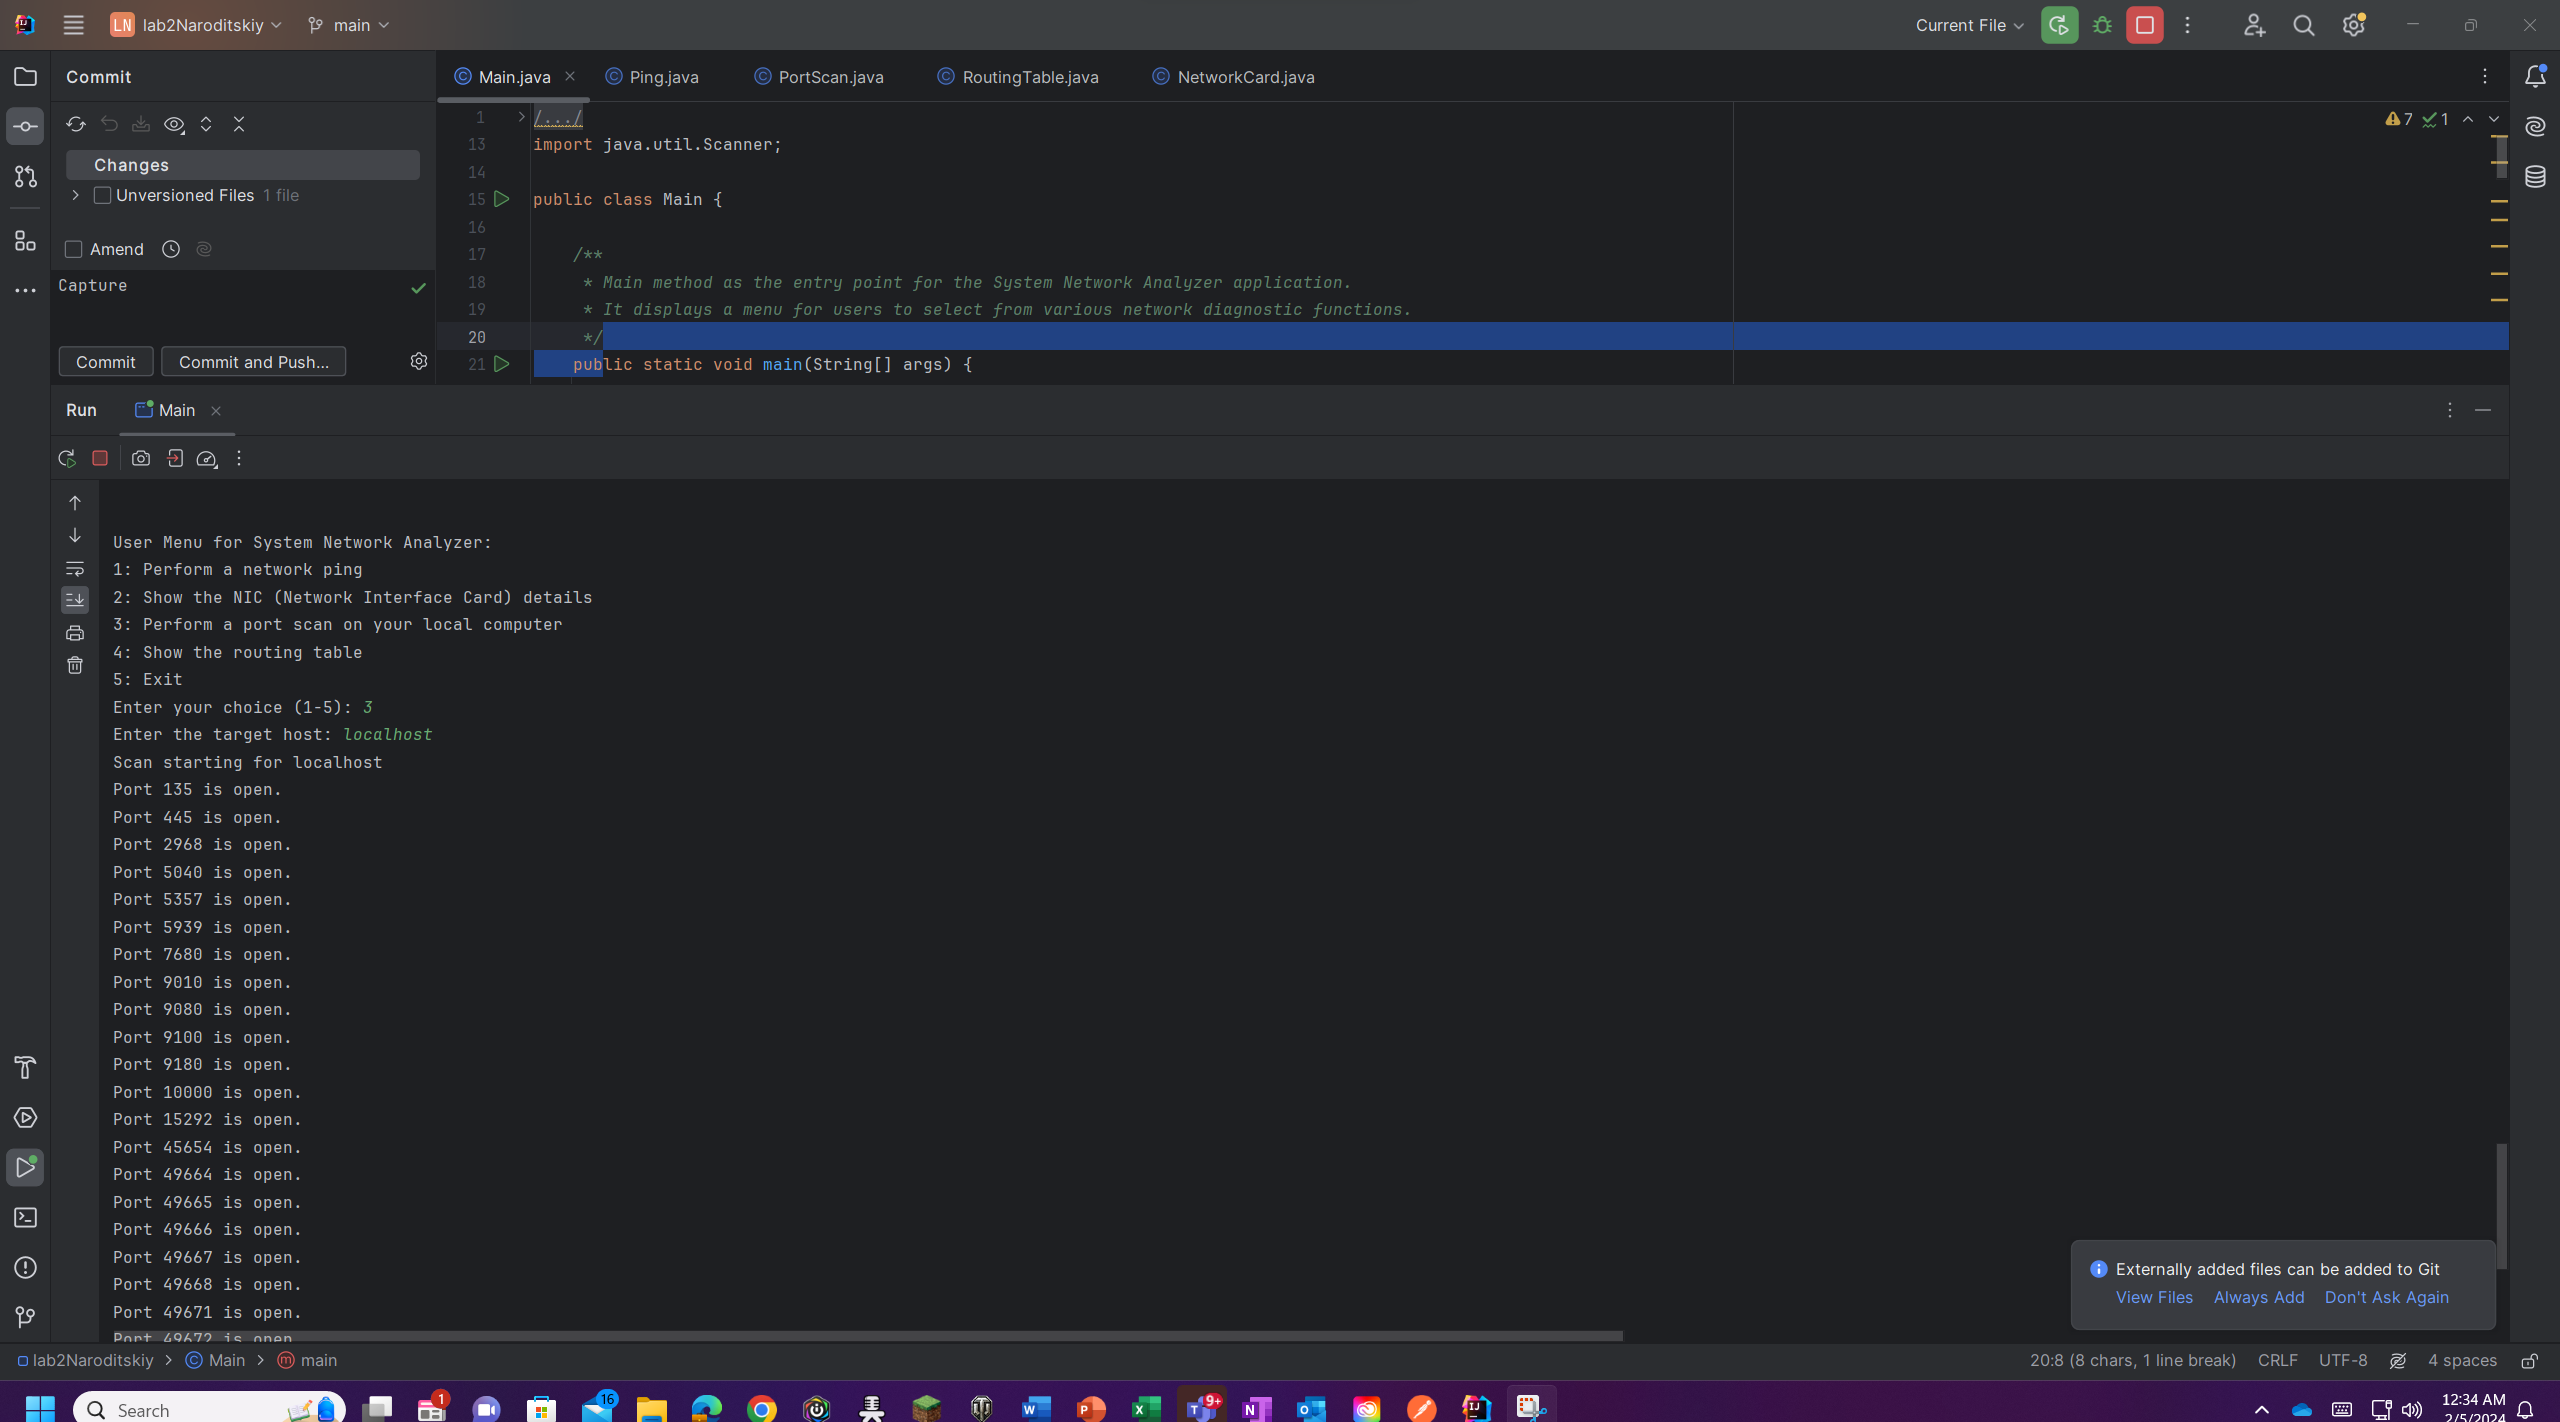 LN lab2Naroditskiy main Current File
Commit
Main.java Ping.java PortScan.java RoutingTable.java NetworkCard.java
1 /.../
7 1
13 import java.util.Scanner;
14
Changes
15 public class Main {
Unversioned Files 1 file
16
17 /**
Amend
18 * Main method as the entry point for the System Network Analyzer application.
Capture
19 * It displays a menu for users to select from various network diagnostic functions.
20 */
Commit Commit and Push...
21 public static void main(String[] args) {
Run Main
User Menu for System Network Analyzer:
1: Perform a network ping
2: Show the NIC (Network Interface Card) details
3: Perform a port scan on your local computer
4: Show the routing table
5: Exit
Enter your choice (1-5): 3
Enter the target host: localhost
Scan starting for localhost
Port 135 is open.
Port 445 is open.
Port 2968 is open.
Port 5040 is open.
Port 5357 is open.
Port 5939 is open.
Port 7680 is open.
Port 9010 is open.
Port 9080 is open.
Port 9100 is open.
Port 9180 is open.
Port 10000 is open.
Port 15292 is open.
Port 45654 is open.
Port 49664 is open.
Port 49665 is open.
Port 49666 is open.
Port 49667 is open.
Port 49668 is open.
Port 49671 is open.
Port 49672 is open
Externally added files can be added to Git
View Files Always Add Don't Ask Again
lab2Naroditskiy > Main > main
20:8 (8 chars, 1 line break) CRLF UTF-8 4 spaces
Search
1
16
9+
12:34 AM
2/5/2024